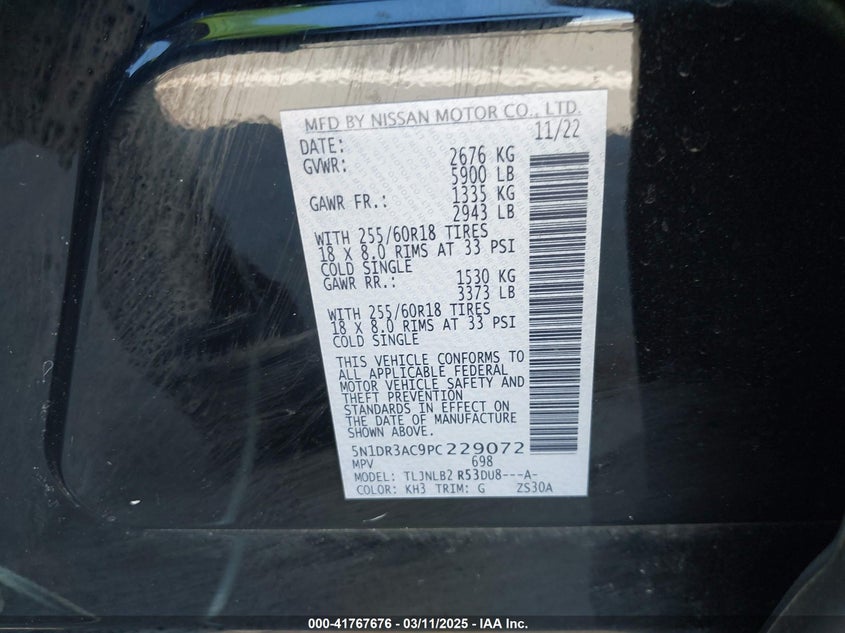 MFD BY NISSAN MOTOR CO., LTD.
DATE: 11/22
GVWR: 2676 KG
5900 LB
GAWR FR.: 1335 KG
2943 LB
WITH 255/60R18 TIRES
18 X 8.0 RIMS AT 33 PSI
COLD SINGLE
GAWR RR.: 1530 KG
3373 LB
WITH 255/60R18 TIRES
18 X 8.0 RIMS AT 33 PSI
COLD SINGLE
THIS VEHICLE CONFORMS TO
ALL APPLICABLE FEDERAL
MOTOR VEHICLE SAFETY AND
THEFT PREVENTION
STANDARDS IN EFFECT ON
THE DATE OF MANUFACTURE
SHOWN ABOVE.
5N1DR3AC9PC229072
MPV 698
MODEL: TLJNLB2 R53DU8---A-
COLOR: KH3 TRIM: G ZS30A
000-41767676 - 03/11/2025 - IAA Inc.